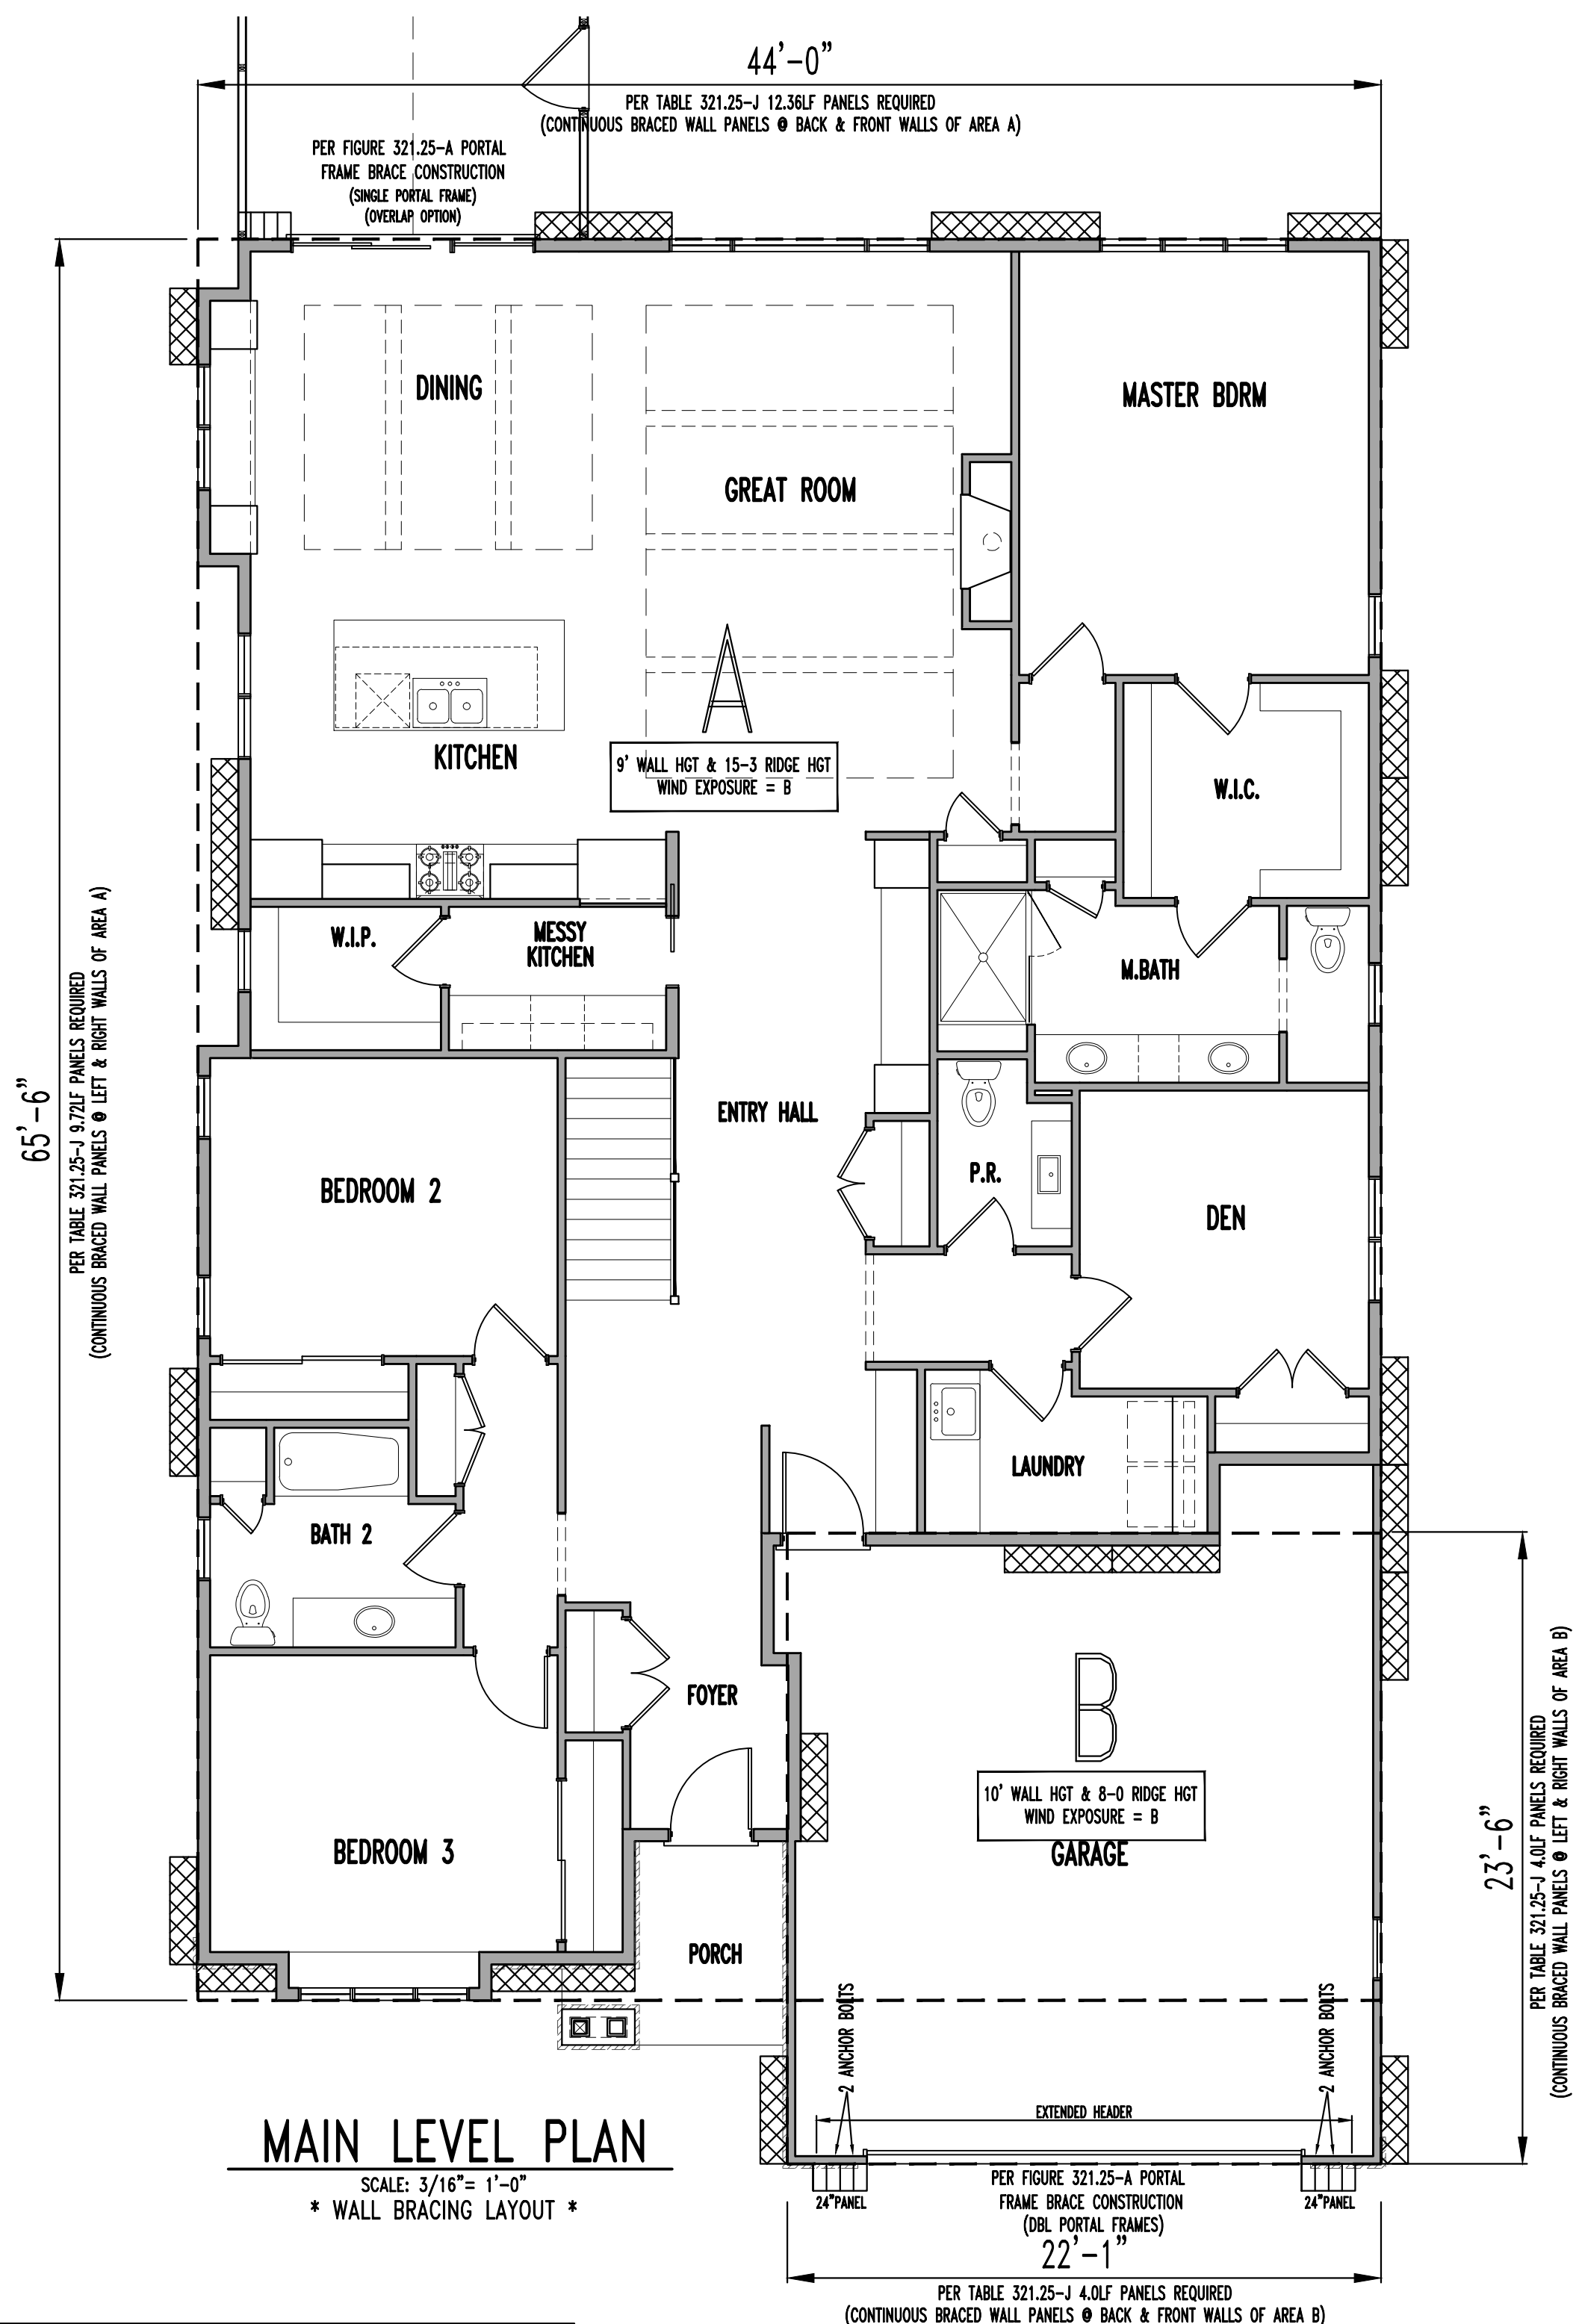 44'-0"
PER TABLE 321.25-J 12.36LF PANELS REQUIRED
(CONTINUOUS BRACED WALL PANELS @ BACK & FRONT WALLS OF AREA A)
PER FIGURE 321.25-A PORTAL
FRAME BRACE CONSTRUCTION
(SINGLE PORTAL FRAME)
(OVERLAP OPTION)
DINING
MASTER BDRM
GREAT ROOM
A
KITCHEN
9' WALL HGT & 15-3 RIDGE HGT
WIND EXPOSURE = B
W.I.C.
W.I.P.
MESSY
KITCHEN
M.BATH
65'-6"
PER TABLE 321.25-J 9.72LF PANELS REQUIRED
(CONTINUOUS BRACED WALL PANELS @ LEFT & RIGHT WALLS OF AREA A)
ENTRY HALL
BEDROOM 2
P.R.
DEN
LAUNDRY
BATH 2
FOYER
B
10' WALL HGT & 8-0 RIDGE HGT
WIND EXPOSURE = B
GARAGE
BEDROOM 3
23'-6"
PER TABLE 321.25-J 4.0LF PANELS REQUIRED
(CONTINUOUS BRACED WALL PANELS @ LEFT & RIGHT WALLS OF AREA B)
PORCH
2 ANCHOR BOLTS
2 ANCHOR BOLTS
EXTENDED HEADER
MAIN LEVEL PLAN
SCALE: 3/16"= 1'-0"
* WALL BRACING LAYOUT *
24"PANEL
PER FIGURE 321.25-A PORTAL
FRAME BRACE CONSTRUCTION
(DBL PORTAL FRAMES)
24"PANEL
22'-1"
PER TABLE 321.25-J 4.0LF PANELS REQUIRED
(CONTINUOUS BRACED WALL PANELS @ BACK & FRONT WALLS OF AREA B)